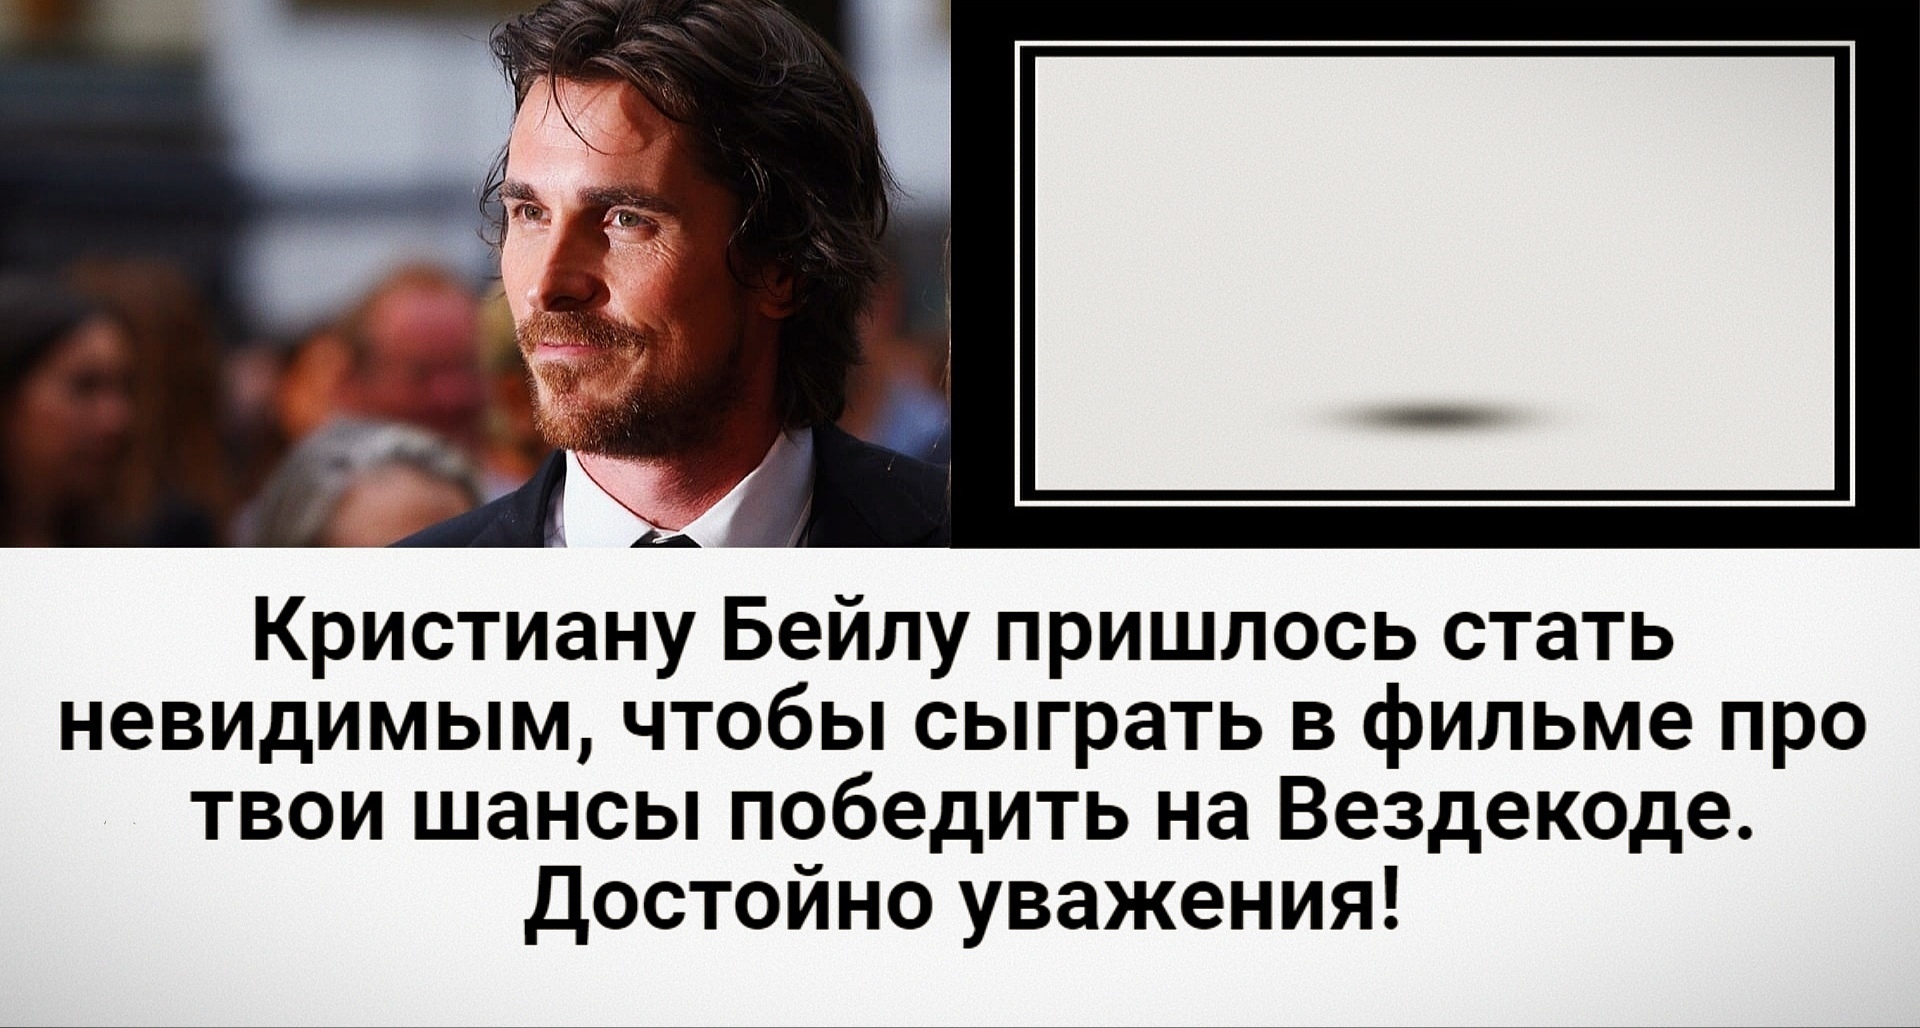 Кристиану Бейлу пришлось стать
невидимым, чтобы сыграть в фильме про
твои шансы победить на Вездекоде.
Достойно уважения!